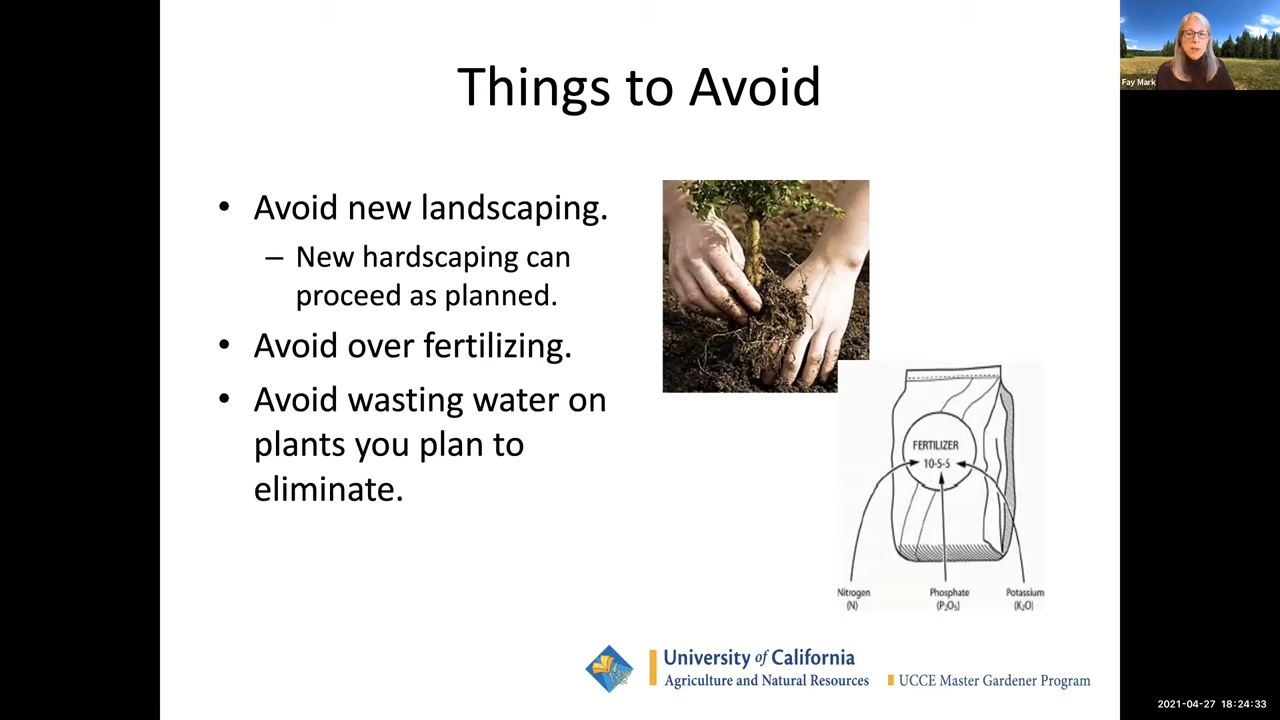 Things to Avoid
Fay Mark
• Avoid new landscaping.
– New hardscaping can
proceed as planned.
• Avoid over fertilizing.
• Avoid wasting water on
plants you plan to
eliminate.
FERTILIZER
10-5-5
Nitrogen
(N)
Phosphate
(P₂O₅)
Potassium
(K₂O)
University of California
Agriculture and Natural Resources
UCCE Master Gardener Program
2021-04-27 18:24:33